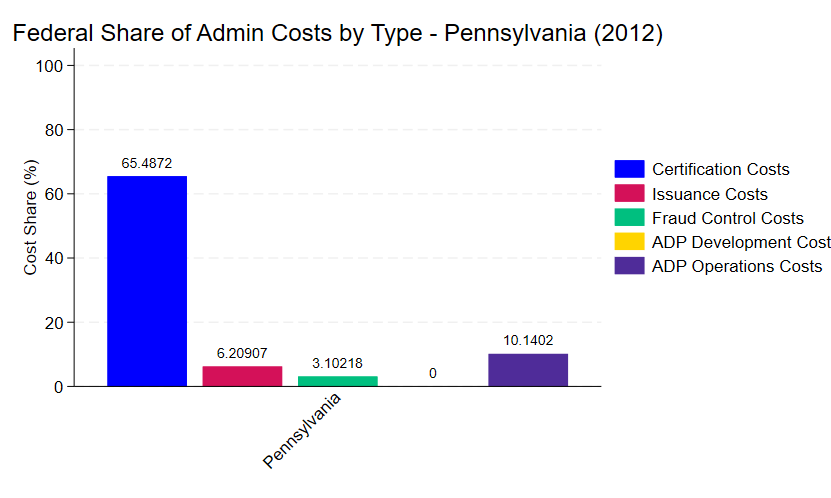 Federal Share of Admin Costs by Type - Pennsylvania (2012)
Cost Share (%)
100
80
60
40
20
0
65.4872
6.20907
3.10218
0
10.1402
Pennsylvania
Certification Costs
Issuance Costs
Fraud Control Costs
ADP Development Cost
ADP Operations Costs